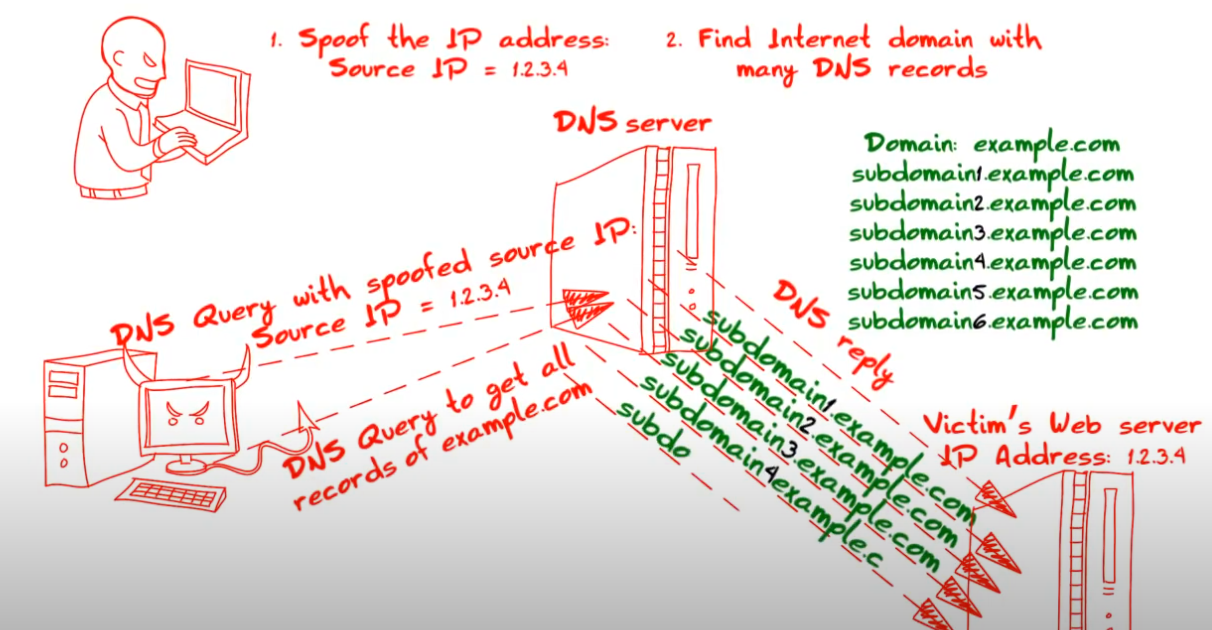 1. Spoof the IP address:
Source IP = 1.2.3.4
2. Find Internet domain with
many DNS records
DNS server
Domain: example.com
subdomain1.example.com
subdomain2.example.com
subdomain3.example.com
subdomain4.example.com
subdomain5.example.com
subdomain6.example.com
DNS Query with spoofed source IP:
Source IP = 1.2.3.4
DNS Query to get all
records of example.com
DNS reply
subdomain1.example.com
subdomain2.example.com
subdomain3.example.com
subdomain4example.c
subdo
Victim's Web server
IP Address: 1.2.3.4